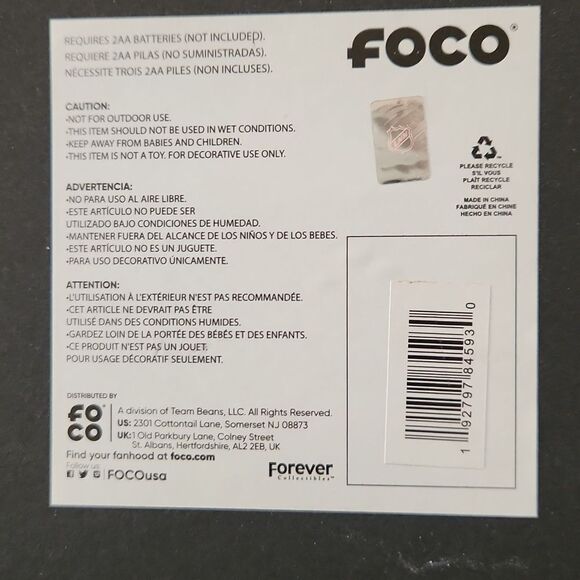 REQUIRES 2AA BATTERIES (NOT INCLUDED).
REQUIERE 2AA PILAS (NO SUMINISTRADAS).
NÉCESSITE TROIS 2AA PILES (NON INCLUSES).
FOCO®
CAUTION:
•NOT FOR OUTDOOR USE.
•THIS ITEM SHOULD NOT BE USED IN WET CONDITIONS.
•KEEP AWAY FROM BABIES AND CHILDREN.
•THIS ITEM IS NOT A TOY. FOR DECORATIVE USE ONLY.
NHL
PLEASE RECYCLE
S'IL VOUS
PLAÎT RECYCLE
RECICLAR
MADE IN CHINA
FABRIQUÉ EN CHINE
HECHO EN CHINA
ADVERTENCIA:
•NO PARA USO AL AIRE LIBRE.
•ESTE ARTÍCULO NO PUEDE SER
UTILIZADO BAJO CONDICIONES DE HUMEDAD.
•MANTENER FUERA DEL ALCANCE DE LOS NIÑOS Y DE LOS BEBES.
•ESTE ARTÍCULO NO ES UN JUGUETE.
•PARA USO DECORATIVO ÚNICAMENTE.
ATTENTION:
•L'UTILISATION À L'EXTÉRIEUR N'EST PAS RECOMMANDÉE.
•CET ARTICLE NE DEVRAIT PAS ÊTRE
UTILISÉ DANS DES CONDITIONS HUMIDES.
•GARDEZ LOIN DE LA PORTÉE DES BÉBÉS ET DES ENFANTS.
•CE PRODUIT N'EST PAS UN JOUET.
POUR USAGE DÉCORATIF SEULEMENT.
1 92797 84593 0
DISTRIBUTED BY
FOCO®
A division of Team Beans, LLC. All Rights Reserved.
US: 2301 Cottontail Lane, Somerset NJ 08873
UK: 1 Old Parkbury Lane, Colney Street
St. Albans, Hertfordshire, AL2 2EB, UK
Find your fanhood at foco.com
Follow us
FOCOusa
Forever
Collectibles™